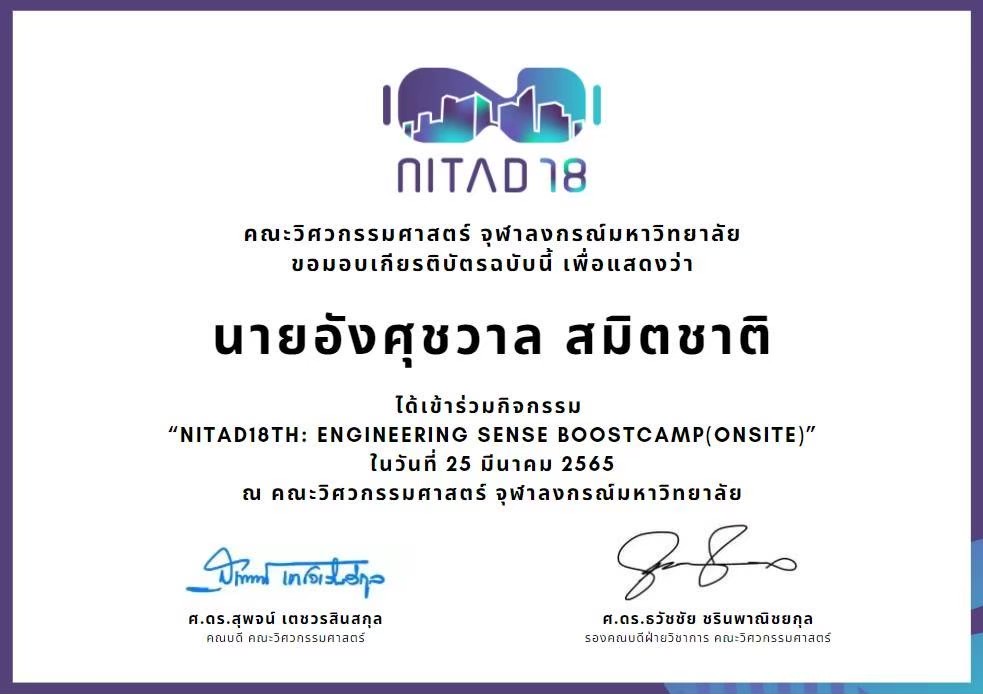 NITAD 18
คณะวิศวกรรมศาสตร์ จุฬาลงกรณ์มหาวิทยาลัย
ขอมอบเกียรติบัตรฉบับนี้ เพื่อแสดงว่า
นายอังศุชวาล สมิตชาติ
ได้เข้าร่วมกิจกรรม
“NITAD18TH: ENGINEERING SENSE BOOSTCAMP(ONSITE)”
ในวันที่ 25 มีนาคม 2565
ณ คณะวิศวกรรมศาสตร์ จุฬาลงกรณ์มหาวิทยาลัย
ศ.ดร.สุพจน์ เตชวรสินสกุล
คณบดี คณะวิศวกรรมศาสตร์
ศ.ดร.ธวัชชัย ชรินพาณิชยกุล
รองคณบดีฝ่ายวิชาการ คณะวิศวกรรมศาสตร์